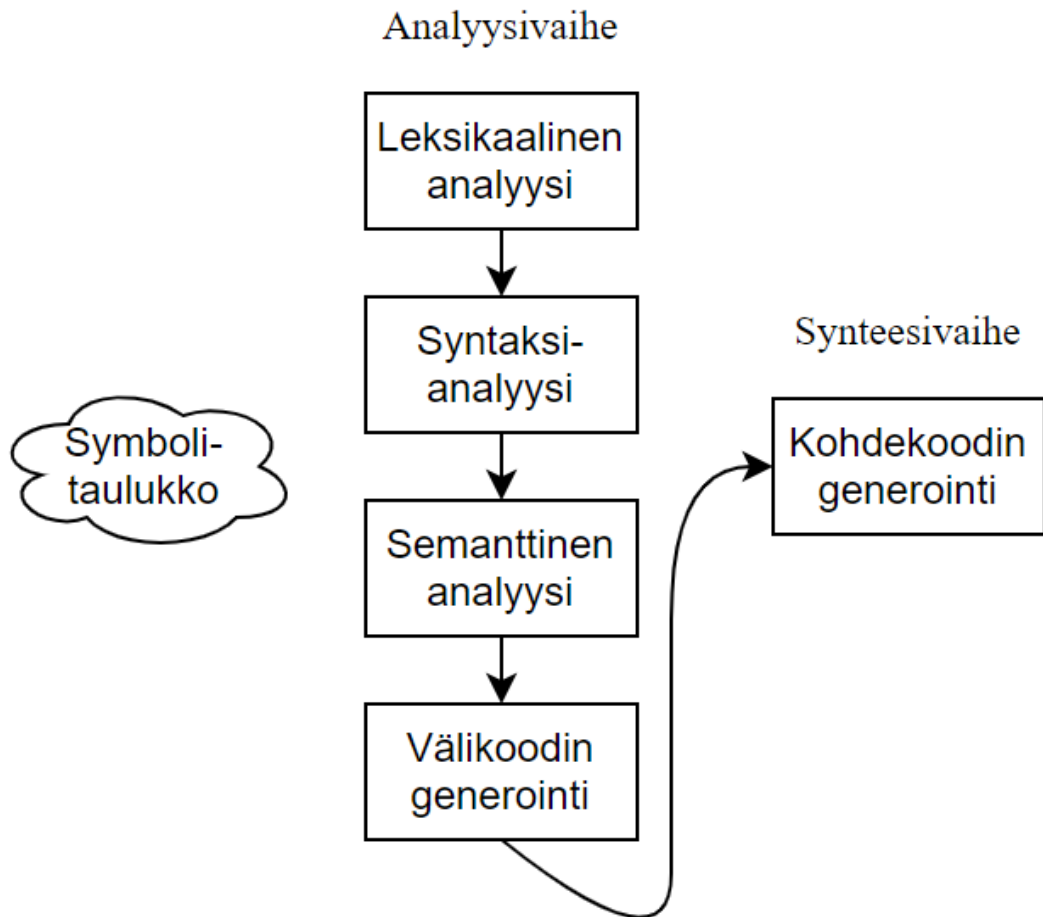 Analyysivaihe
Leksikaalinen
analyysi
Syntaksi-
analyysi
Synteesivaihe
Symboli-
taulukko
Kohdekoodin
generointi
Semanttinen
analyysi
Välikoodin
generointi